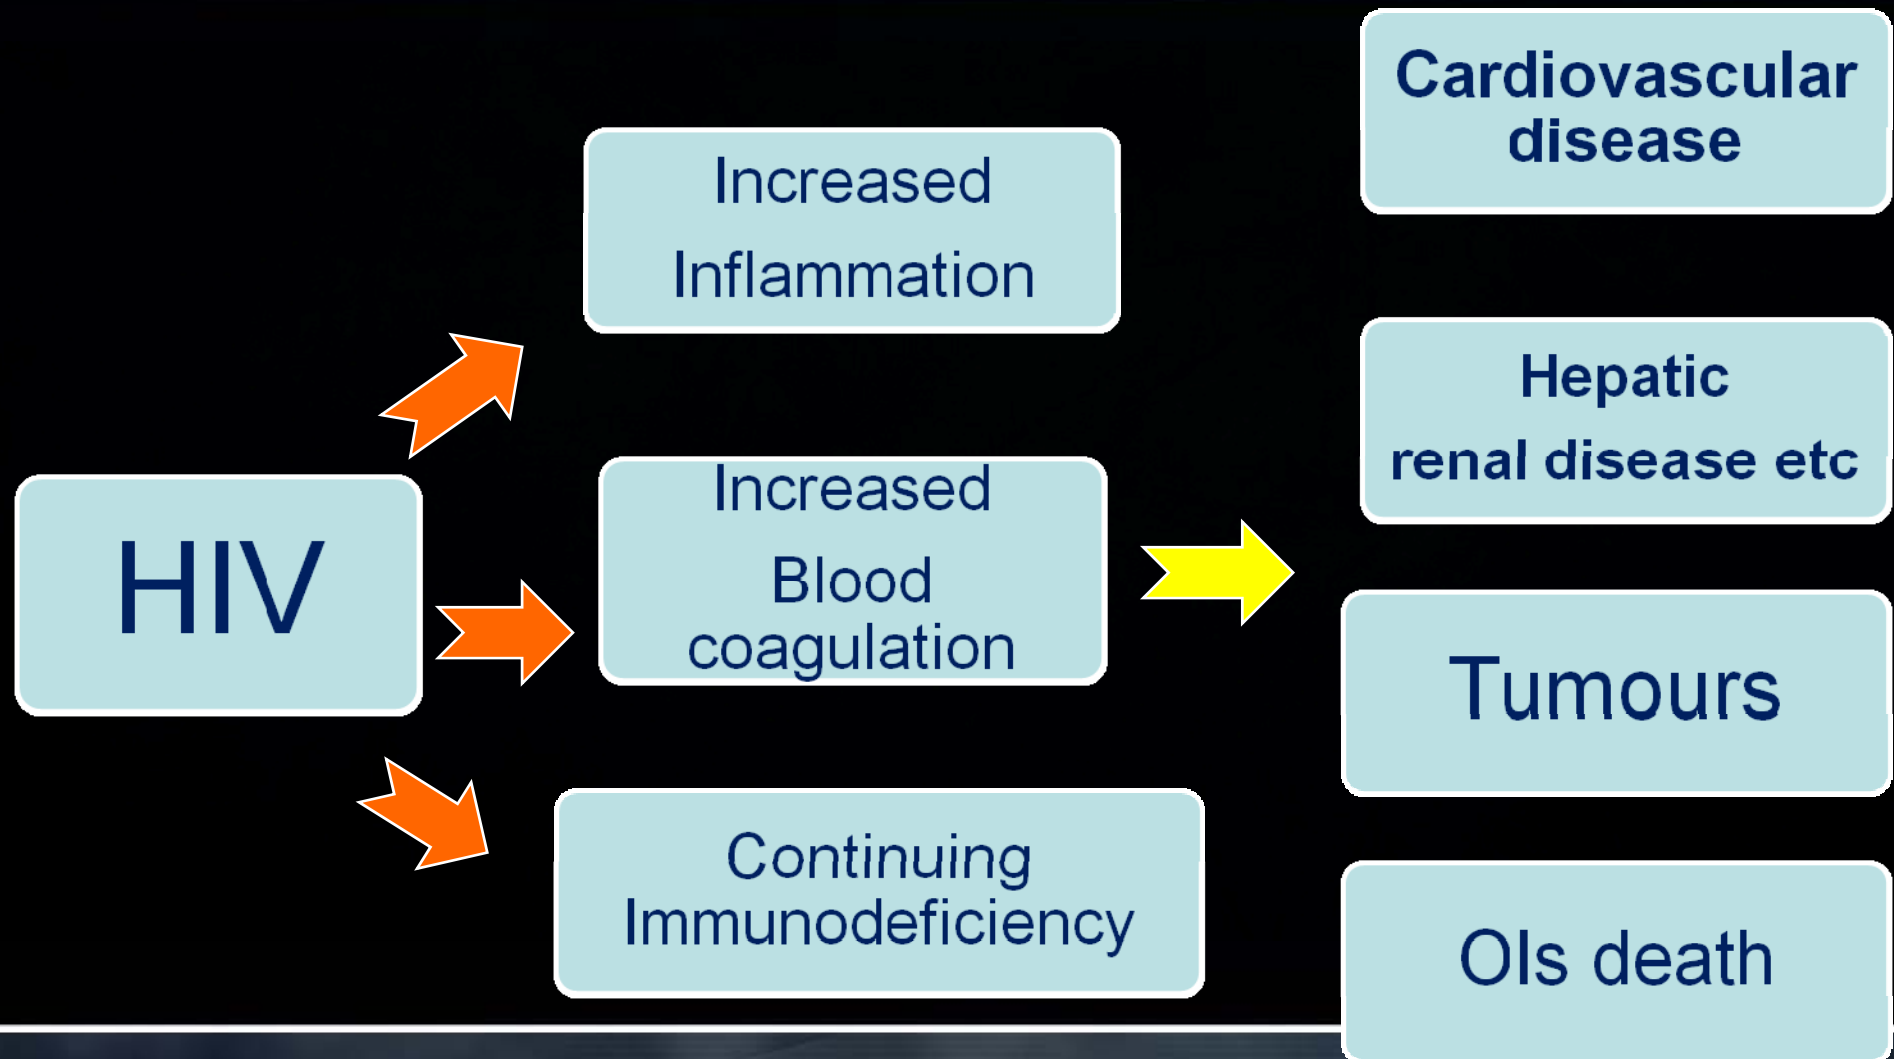 HIV
Increased
Inflammation
Increased
Blood
coagulation
Continuing
Immunodeficiency
Cardiovascular
disease
Hepatic
renal disease etc
Tumours
OIs death